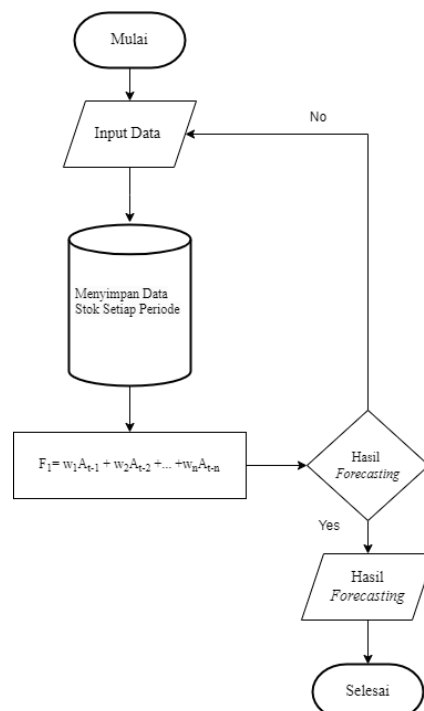 Mulai
Input Data
No
Menyimpan Data
Stok Setiap Periode
F₁= w₁Aₜ₋₁ + w₂Aₜ₋₂ +... +wₙAₜ₋ₙ
Hasil
Forecasting
Yes
Hasil
Forecasting
Selesai